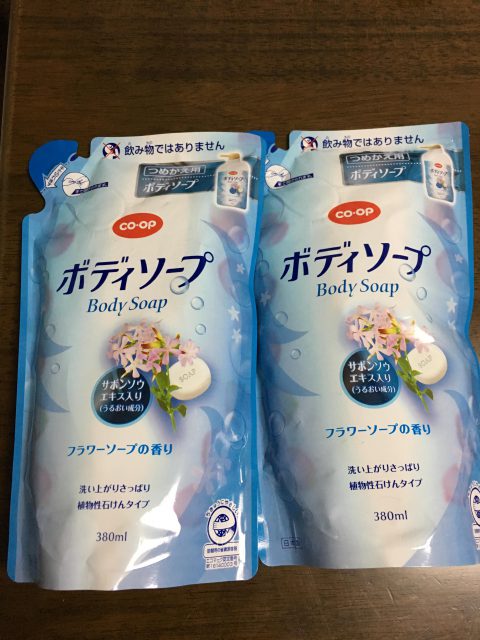 飲み物ではありません
つめかえ用
ボディソープ
CO·OP
ボディソープ
Body Soap
SOAP
サボンソウ
エキス入り
(うるおい成分)
フラワーソープの香り
洗い上がりさっぱり
植物性石けんタイプ
380ml
飲み物ではありません
つめかえ用
ボディソープ
CO·OP
ボディソープ
Body Soap
SOAP
サボンソウ
エキス入り
(うるおい成分)
フラワーソープの香り
洗い上がりさっぱり
植物性石けんタイプ
380ml